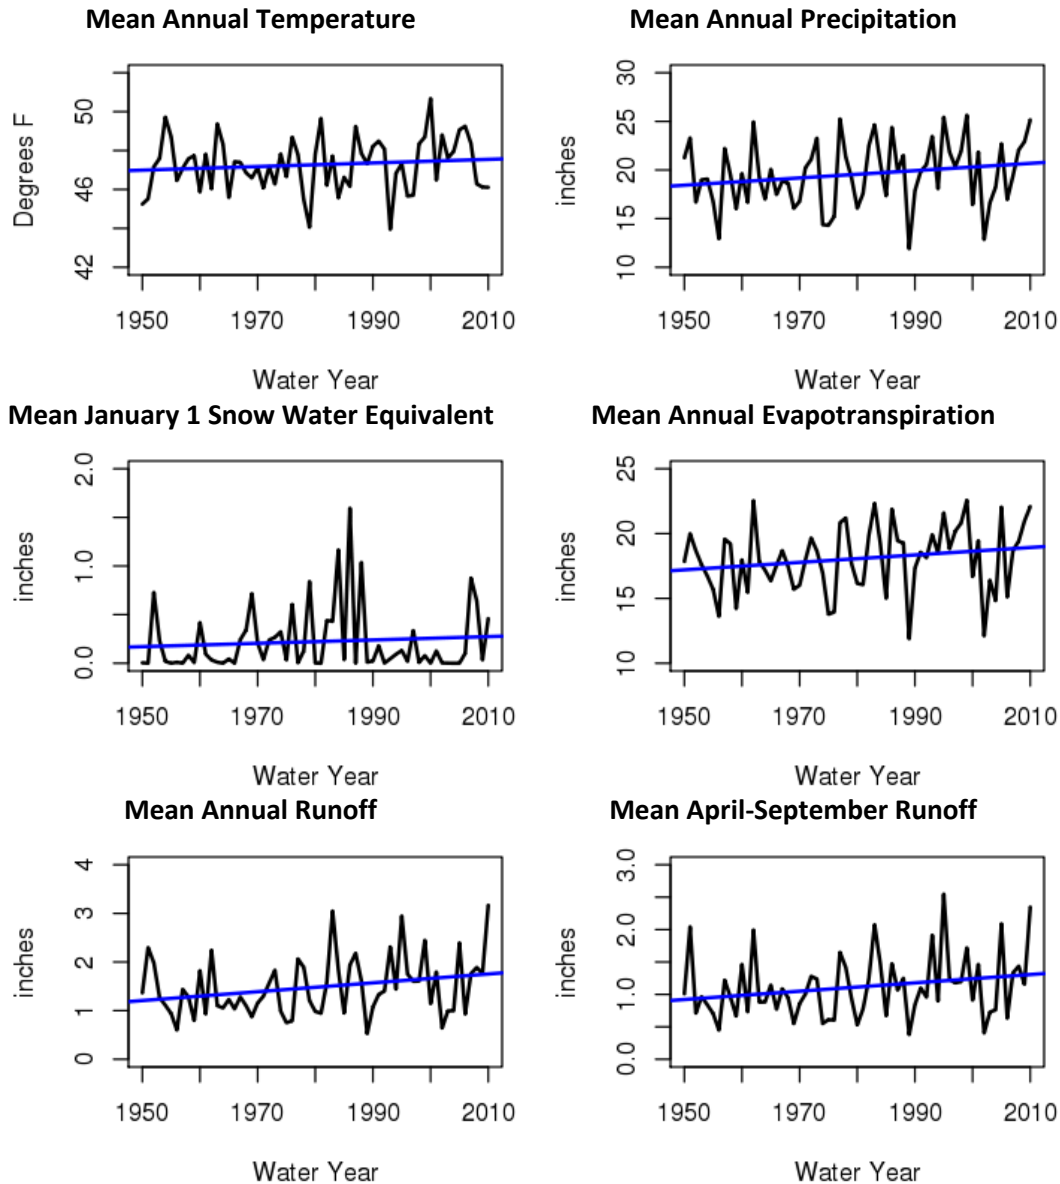 Mean Annual Temperature
Degrees F
50
46
42
1950 1970 1990 2010
Water Year
Mean Annual Precipitation
inches
30
25
20
15
10
1950 1970 1990 2010
Water Year
Mean January 1 Snow Water Equivalent
inches
2.0
1.0
0.0
1950 1970 1990 2010
Water Year
Mean Annual Evapotranspiration
inches
25
20
15
10
1950 1970 1990 2010
Water Year
Mean Annual Runoff
inches
4
3
2
1
0
1950 1970 1990 2010
Water Year
Mean April-September Runoff
inches
3.0
2.0
1.0
0.0
1950 1970 1990 2010
Water Year